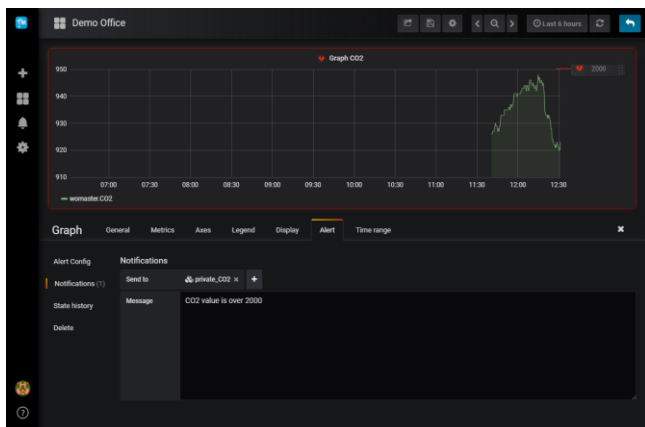 Demo Office
Last 6 hours
Graph CO2
950
940
930
920
910
2000
07:00 07:30 08:00 08:30 09:00 09:30 10:00 10:30 11:00 11:30 12:00 12:30
womaster.CO2
Graph General Metrics Axes Legend Display Alert Time range
Alert Config
Notifications (1)
State history
Delete
Notifications
Send to private_CO2 × +
Message CO2 value is over 2000